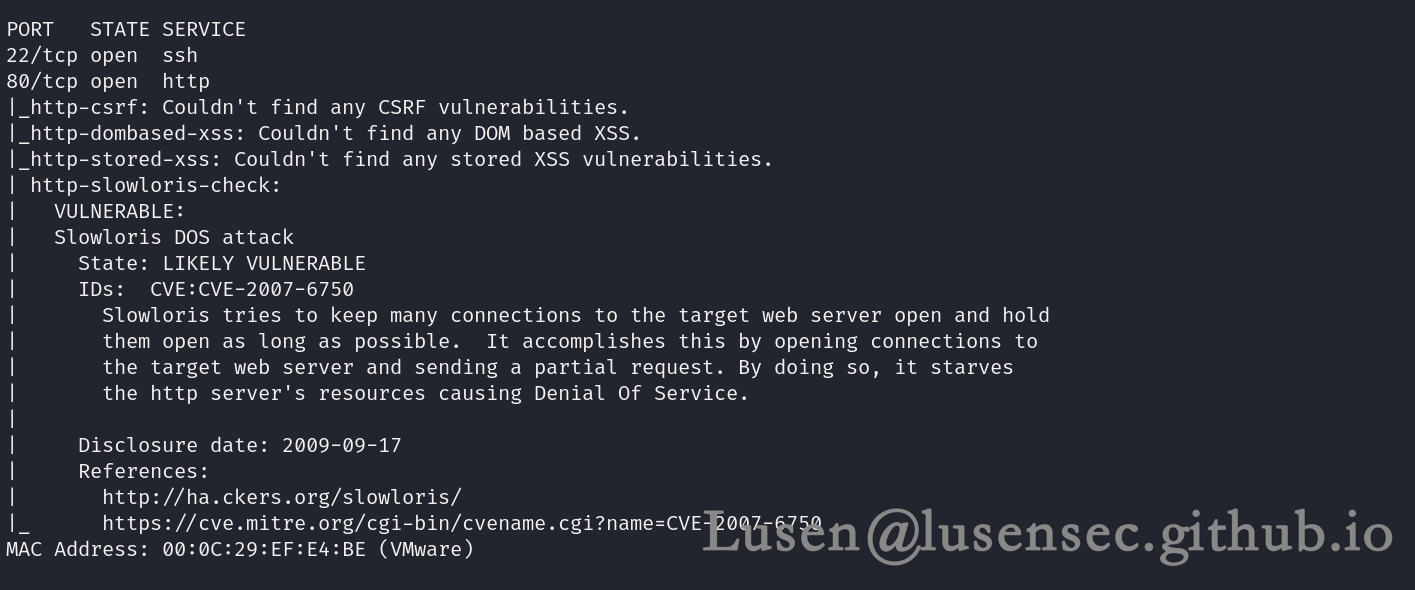 PORT   STATE SERVICE
22/tcp open  ssh
80/tcp open  http
|_http-csrf: Couldn't find any CSRF vulnerabilities.
|_http-dombased-xss: Couldn't find any DOM based XSS.
|_http-stored-xss: Couldn't find any stored XSS vulnerabilities.
| http-slowloris-check:
|   VULNERABLE:
|   Slowloris DOS attack
|     State: LIKELY VULNERABLE
|     IDs:  CVE:CVE-2007-6750
|       Slowloris tries to keep many connections to the target web server open and hold
|       them open as long as possible.  It accomplishes this by opening connections to
|       the target web server and sending a partial request. By doing so, it starves
|       the http server's resources causing Denial Of Service.
|
|     Disclosure date: 2009-09-17
|     References:
|       http://ha.ckers.org/slowloris/
|_      https://cve.mitre.org/cgi-bin/cvename.cgi?name=CVE-2007-6750
MAC Address: 00:0C:29:EF:E4:BE (VMware)
Lusen@lusensec.github.io